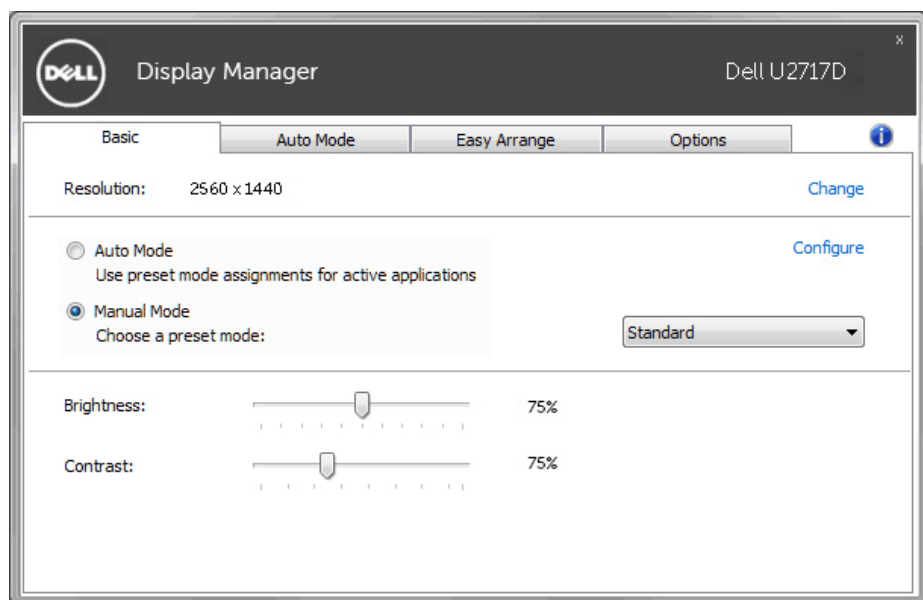 DELL Display Manager Dell U2717D x
Basic Auto Mode Easy Arrange Options i
Resolution: 2560 x 1440 Change
Auto Mode Configure
Use preset mode assignments for active applications
Manual Mode
Choose a preset mode: Standard
Brightness: 75%
Contrast: 75%